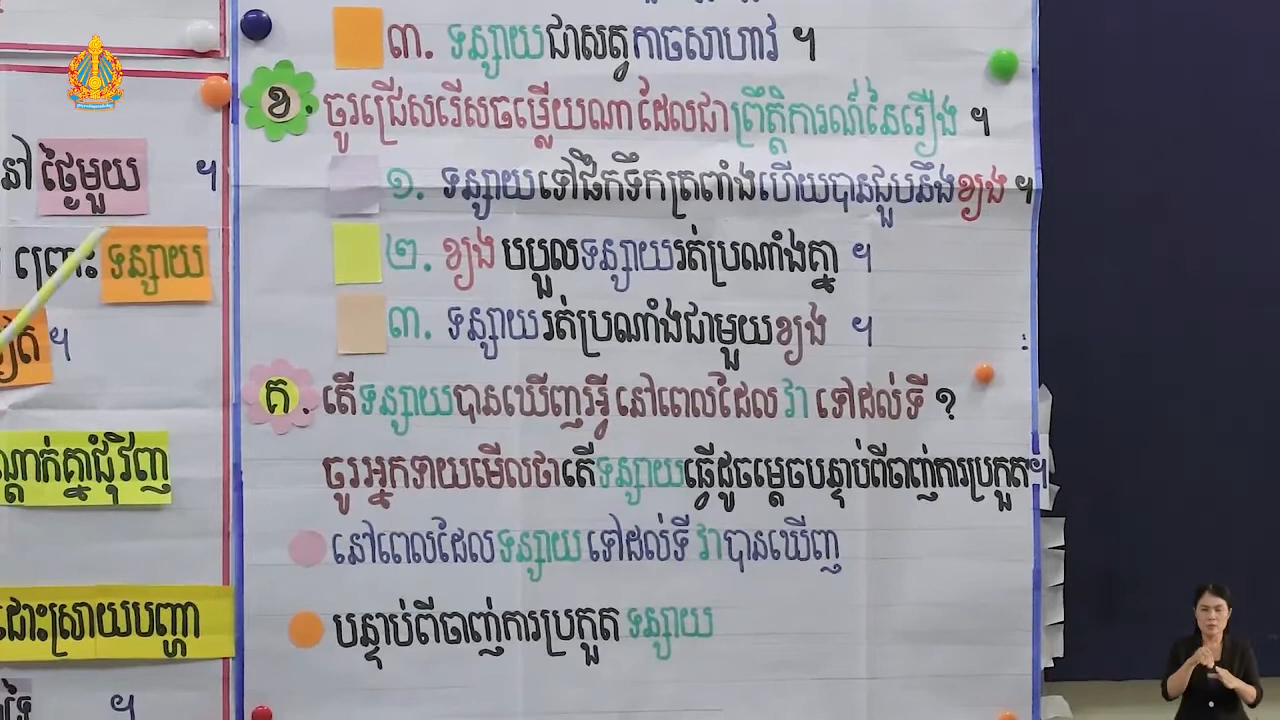 ៣. ទន្សាយជាសត្វកាចសាហាវ ។
ខ. ចូរជ្រើសរើសចម្លើយណាដែលជាព្រឹត្តិការណ៍នៃរឿង ។
១. ទន្សាយទៅផឹកទឹកត្រពាំងហើយបានជួបនឹងខ្យង ។
២. ខ្យង បបួលទន្សាយរត់ប្រណាំងគ្នា ។
៣. ទន្សាយរត់ប្រណាំងជាមួយខ្យង ។
គ. តើទន្សាយបានឃើញអ្វី នៅពេលដែល វា ទៅដល់ទី ?
ចូរអ្នកទាយមើលថាតើទន្សាយធ្វើដូចម្តេចបន្ទាប់ពីចាញ់ការប្រកួត។
នៅពេលដែលទន្សាយ ទៅដល់ទី វាបានឃើញ
បន្ទាប់ពីចាញ់ការប្រកួត ទន្សាយ
នៅ ថ្ងៃមួយ ។
ព្រោះ ទន្សាយ
។
ណ្តាក់គ្នាជុំវិញ
ដោះស្រាយបញ្ហា
។